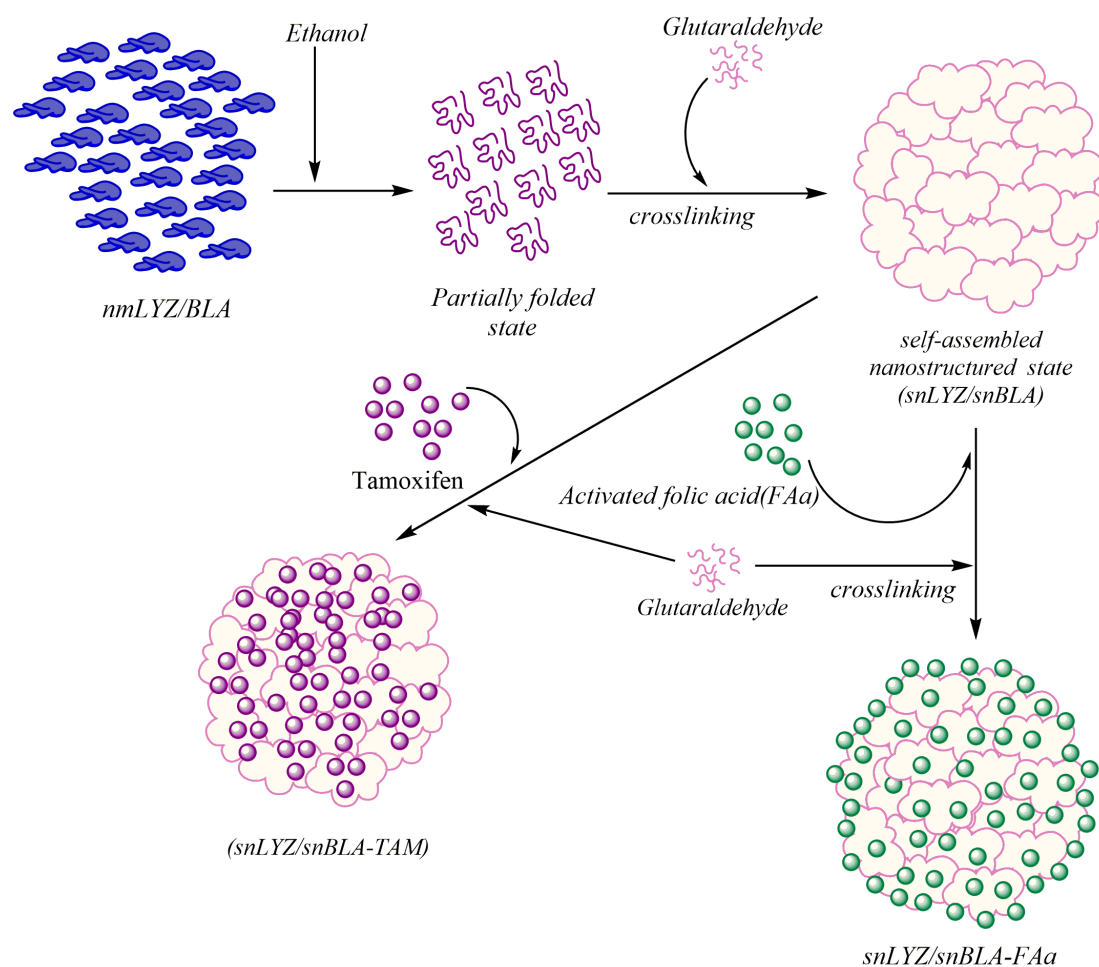 Ethanol
Glutaraldehyde
crosslinking
nmLYZ/BLA
Partially folded
state
self-assembled
nanostructured state
(snLYZ/snBLA)
Tamoxifen
Activated folic acid(FAa)
Glutaraldehyde
crosslinking
(snLYZ/snBLA-TAM)
snLYZ/snBLA-FAa